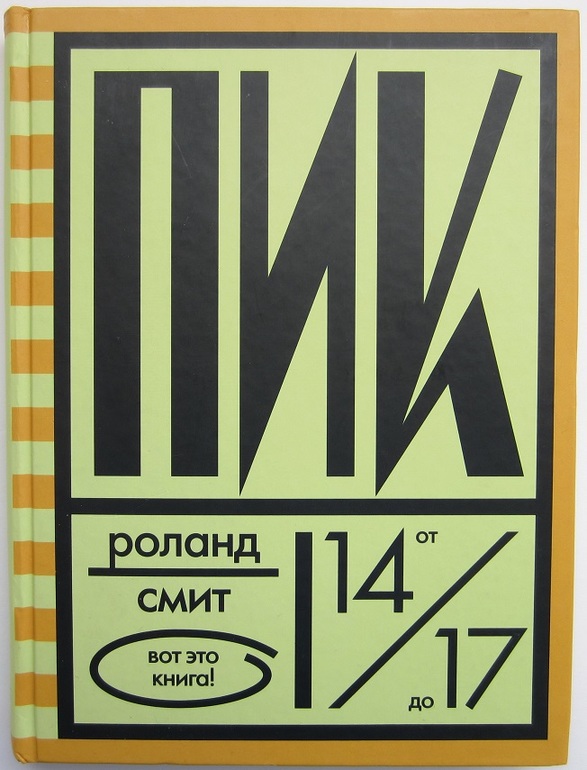 ПИК
роланд
смит
вот это
книга!
14 от
до 17